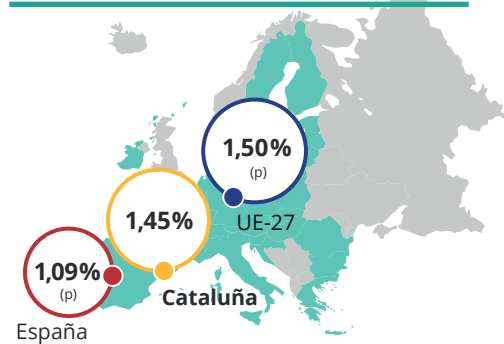 1,50%
(p)
UE-27
1,45%
Cataluña
1,09%
(p)
España